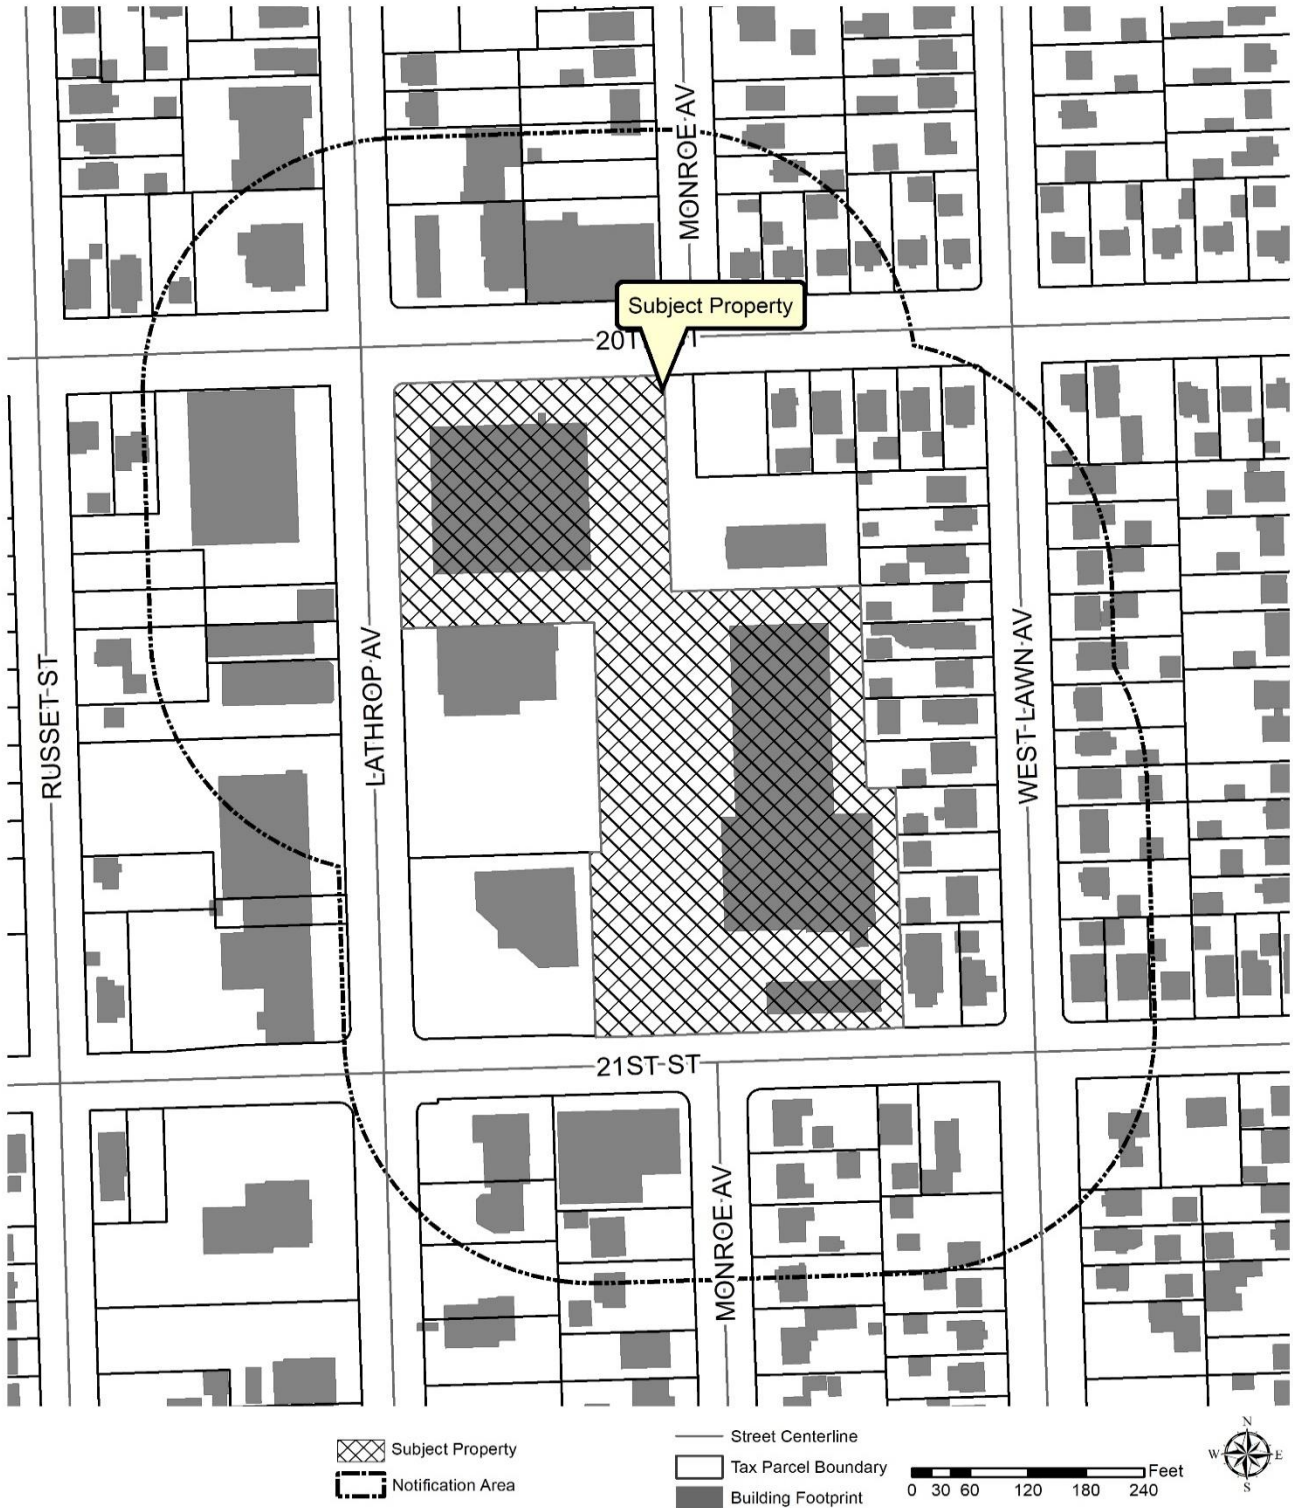 MONROE AV
Subject Property
20T ST
RUSSET ST
LATHROP AV
WEST LAWN AV
21ST ST
MONROE AV
Subject Property
Notification Area
Street Centerline
Tax Parcel Boundary
Building Footprint
Feet
0 30 60 120 180 240
N
W E
S